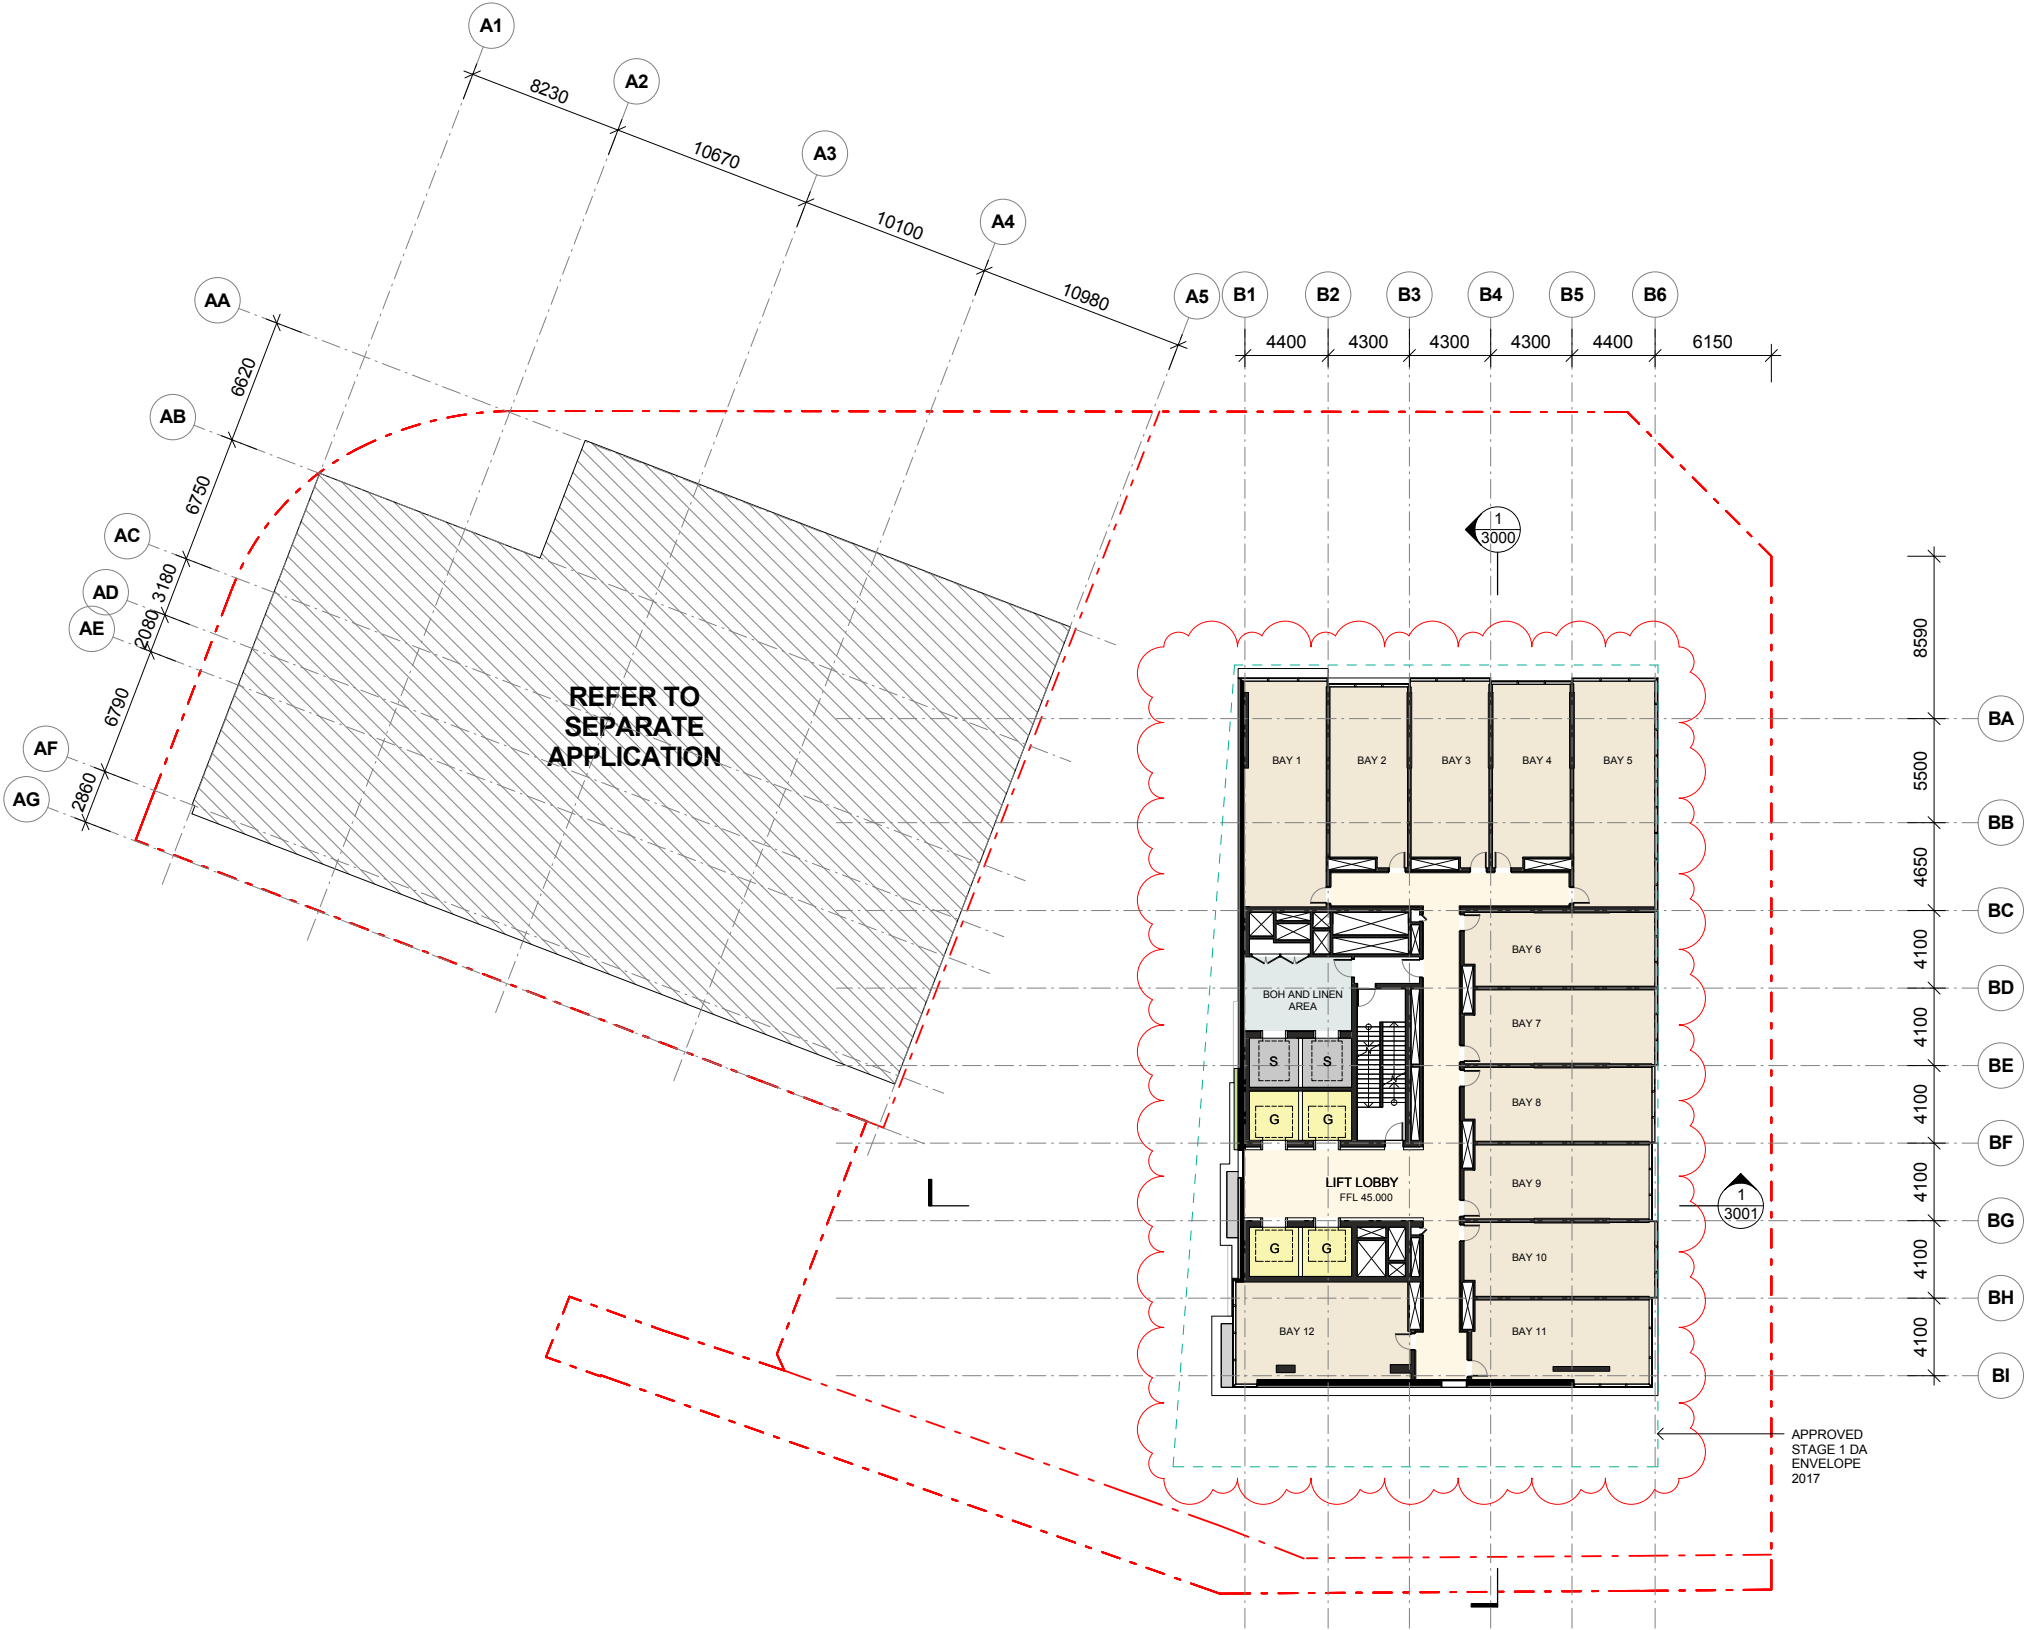 A1
A2
A3
A4
A5
B1
B2
B3
B4
B5
B6
8230
10670
10100
10980
4400
4300
4300
4300
4400
6150
AA
AB
AC
AD
AE
AF
AG
6620
6750
3180
2080
6790
2860
REFER TO
SEPARATE
APPLICATION
1
3000
8590
5500
4650
4100
4100
4100
4100
4100
4100
BA
BB
BC
BD
BE
BF
BG
BH
BI
BAY 1
BAY 2
BAY 3
BAY 4
BAY 5
BAY 6
BOH AND LINEN
AREA
BAY 7
S
S
BAY 8
G
G
LIFT LOBBY
FFL 45.000
BAY 9
1
3001
G
G
BAY 10
BAY 12
BAY 11
APPROVED
STAGE 1 DA
ENVELOPE
2017